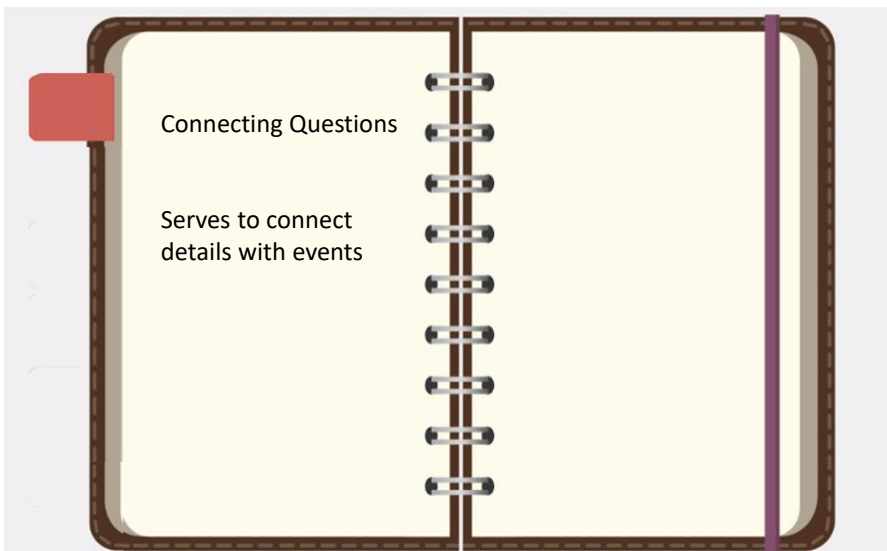 Connecting Questions
Serves to connect
details with events